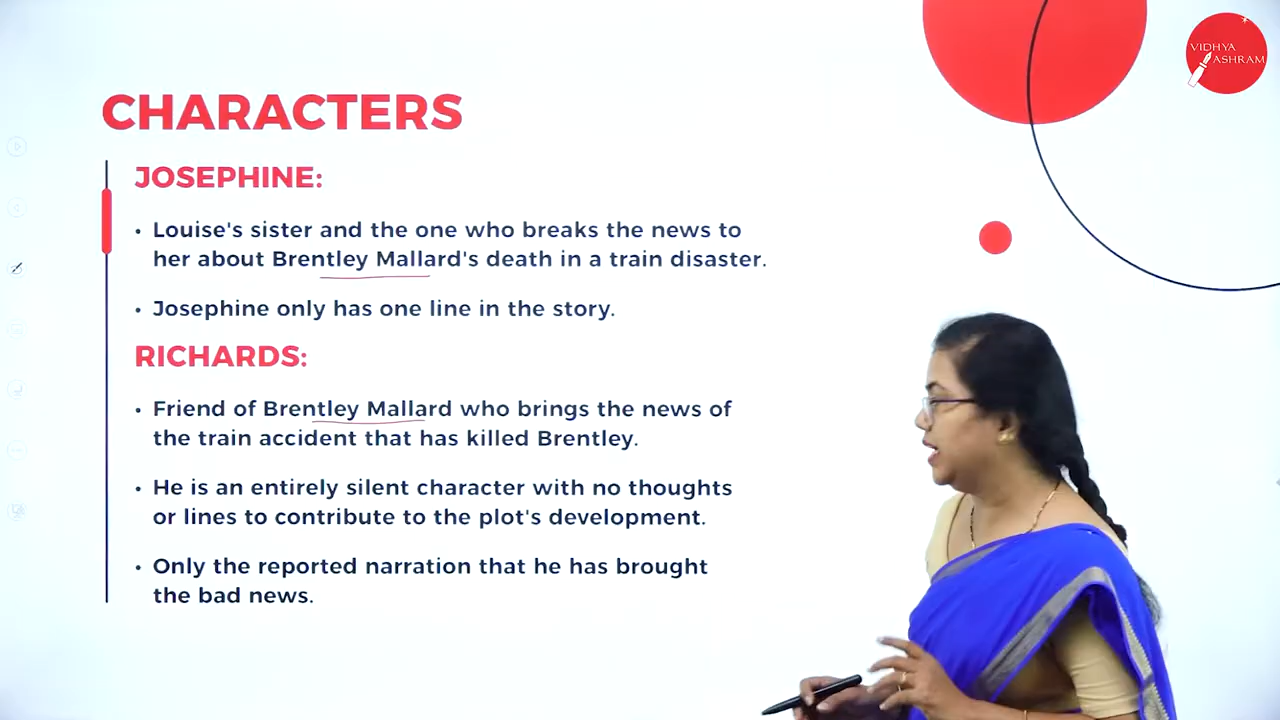 VIDHYA
ASHRAM
CHARACTERS
JOSEPHINE:
• Louise's sister and the one who breaks the news to
her about Brentley Mallard's death in a train disaster.
• Josephine only has one line in the story.
RICHARDS:
• Friend of Brentley Mallard who brings the news of
the train accident that has killed Brentley.
• He is an entirely silent character with no thoughts
or lines to contribute to the plot's development.
• Only the reported narration that he has brought
the bad news.